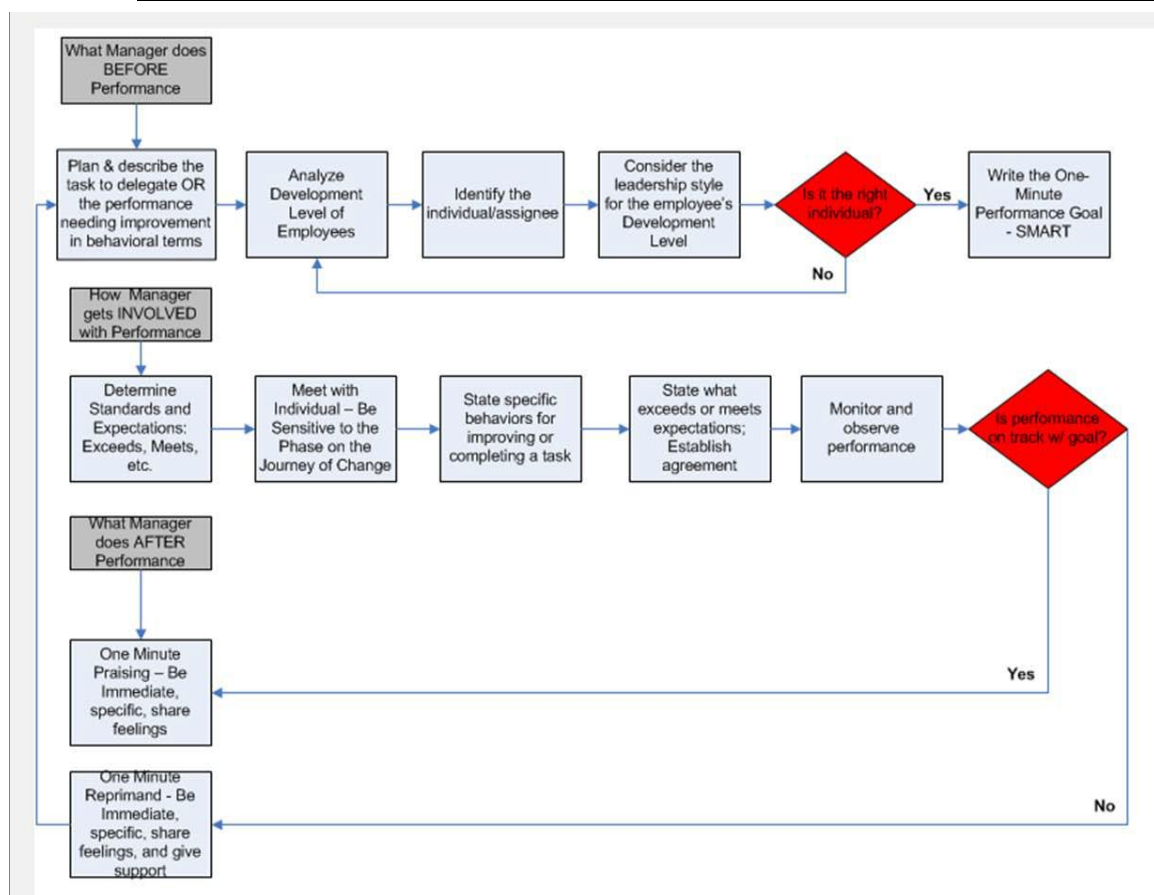 What Manager does
BEFORE
Performance
Plan & describe the
task to delegate OR
the performance
needing improvement
in behavioral terms
Analyze
Development
Level of
Employees
Identify the
individual/assignee
Consider the
leadership style
for the employee's
Development
Level
Is it the right
individual?
Yes
No
Write the One-
Minute
Performance Goal
- SMART
How Manager
gets INVOLVED
with Performance
Determine
Standards and
Expectations:
Exceeds, Meets,
etc.
Meet with
Individual – Be
Sensitive to the
Phase on the
Journey of Change
State specific
behaviors for
improving or
completing a task
State what
exceeds or meets
expectations;
Establish
agreement
Monitor and
observe
performance
Is performance
on track w/ goal?
What Manager
does AFTER
Performance
One Minute
Praising – Be
Immediate,
specific, share
feelings
Yes
One Minute
Reprimand - Be
Immediate,
specific, share
feelings, and give
support
No